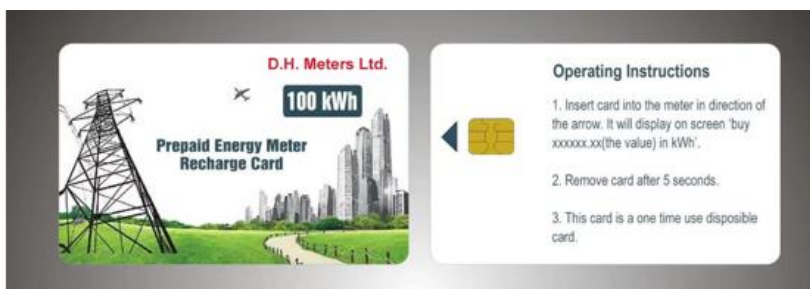 D.H. Meters Ltd.
100 kWh
Prepaid Energy Meter
Recharge Card
Operating Instructions
1. Insert card into the meter in direction of
the arrow. It will display on screen 'buy
xxxxxx.xx(the value) in kWh'.
2. Remove card after 5 seconds.
3. This card is a one time use disposible
card.